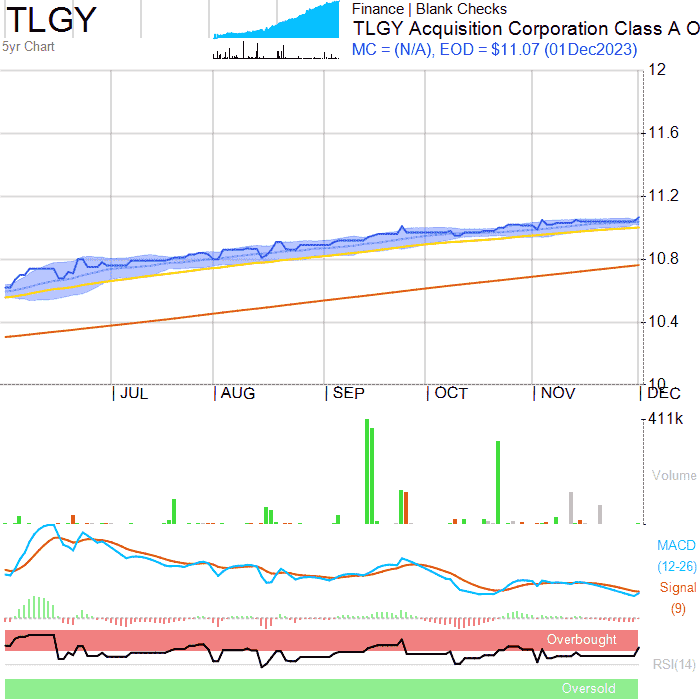 TLGY
5yr Chart
Finance | Blank Checks
TLGY Acquisition Corporation Class A O
MC = (N/A), EOD = $11.07 (01Dec2023)
12
11.6
11.2
10.8
10.4
10
JUL AUG SEP OCT NOV DEC
411k
Volume
MACD
(12-26)
Signal
(9)
Overbought
RSI(14)
Oversold